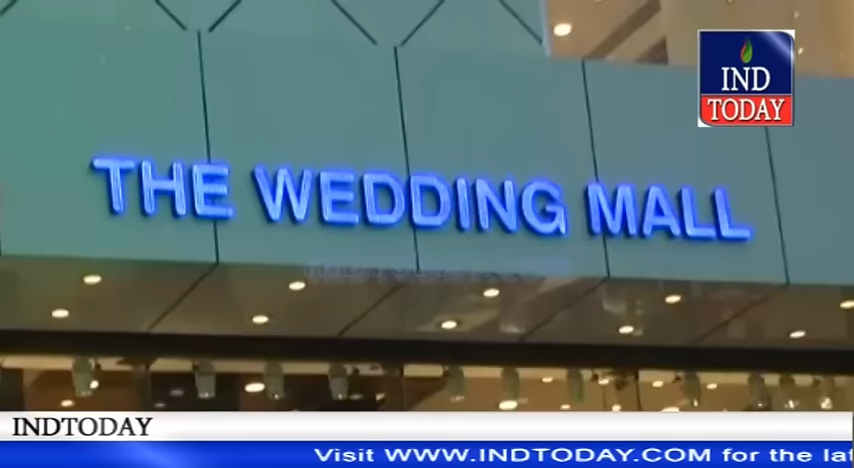 IND
TODAY
THE WEDDING MALL
INDTODAY
Visit WWW.INDTODAY.COM for the lat